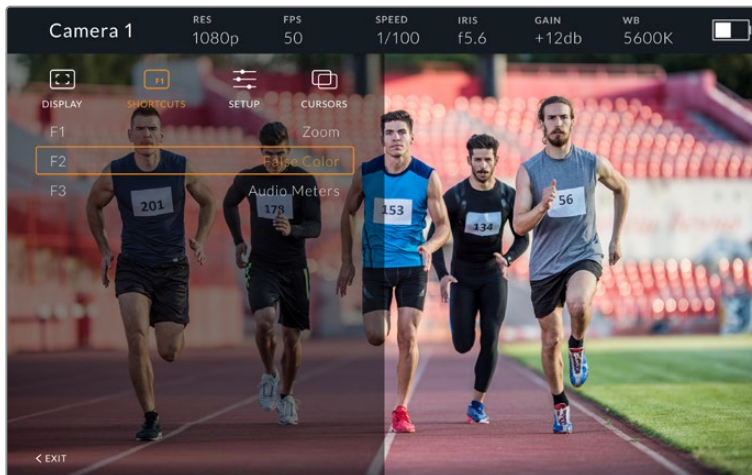 Camera 1
RES
1080p
FPS
50
SPEED
1/100
IRIS
f5.6
GAIN
+12db
WB
5600K
DISPLAY
F1
SHORTCUTS
SETUP
CURSORS
F1 Zoom
F2 False Color
F3 Audio Meters
201
178
153
134
56
< EXIT